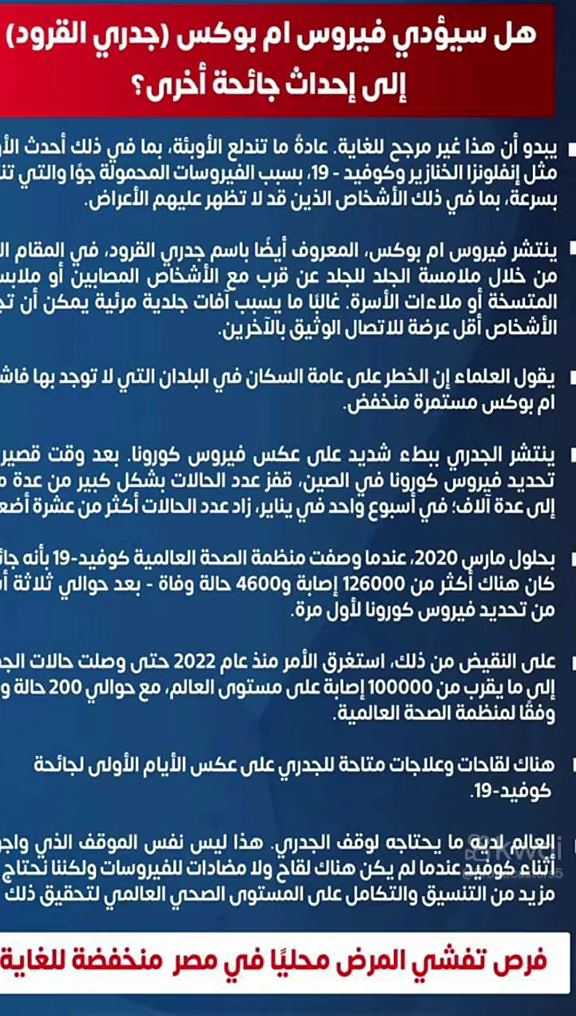 هل سيؤدي فيروس ام بوكس (جدري القرود)
إلى إحداث جائحة أخرى؟
يبدو أن هذا غير مرجح للغاية. عادةً ما تندلع الأوبئة، بما في ذلك أحدث
مثل إنفلونزا الخنازير وكوفيد - 19، بسبب الفيروسات المحمولة جوًا والتي
بسرعة، بما في ذلك الأشخاص الذين قد لا تظهر عليهم الأعراض.
ينتشر فيروس ام بوكس، المعروف أيضًا باسم جدري القرود، في المقام
من خلال ملامسة الجلد للجلد عن قرب مع الأشخاص المصابين أو
المتسخة أو ملاءات الأسرة. غالبًا ما يسبب آفات جلدية مرئية يمكن أن
الأشخاص أقل عرضة للاتصال الوثيق بالآخرين.
يقول العلماء إن الخطر على عامة السكان في البلدان التي لا توجد بها
ام بوكس مستمرة منخفض.
ينتشر الجدري ببطء شديد على عكس فيروس كورونا. بعد وقت قصير
تحديد فيروس كورونا في الصين، قفز عدد الحالات بشكل كبير من عدة
إلى عدة آلاف؛ في أسبوع واحد في يناير، زاد عدد الحالات أكثر من عشرة
بحلول مارس 2020، عندما وصفت منظمة الصحة العالمية كوفيد-19 بأنه
كان هناك أكثر من 126000 إصابة و4600 حالة وفاة - بعد حوالي ثلاثة
من تحديد فيروس كورونا لأول مرة.
على النقيض من ذلك، استغرق الأمر منذ عام 2022 حتى وصلت حالات
إلى ما يقرب من 100000 إصابة على مستوى العالم، مع حوالي 200 حالة
وفقًا لمنظمة الصحة العالمية.
هناك لقاحات وعلاجات متاحة للجدري على عكس الأيام الأولى لجائحة
كوفيد-19.
العالم لديه ما يحتاجه لوقف الجدري. هذا ليس نفس الموقف الذي
أثناء كوفيد عندما لم يكن هناك لقاح ولا مضادات للفيروسات ولكننا نحتاج
مزيد من التنسيق والتكامل على المستوى الصحي العالمي لتحقيق ذلك
kwai
فرص تفشي المرض محليًا في مصر منخفضة للغاية